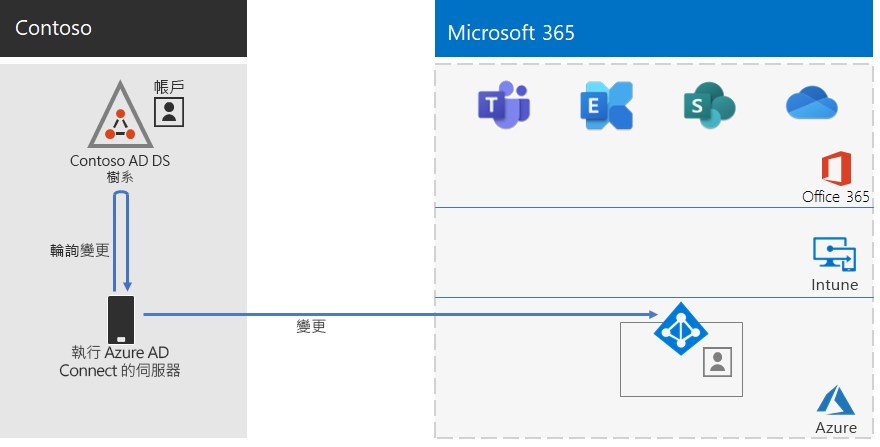 Contoso
Microsoft 365
帳戶
Contoso AD DS
樹系
T
E
S
Office 365
輪詢變更
Intune
變更
執行 Azure AD
Connect 的伺服器
Azure